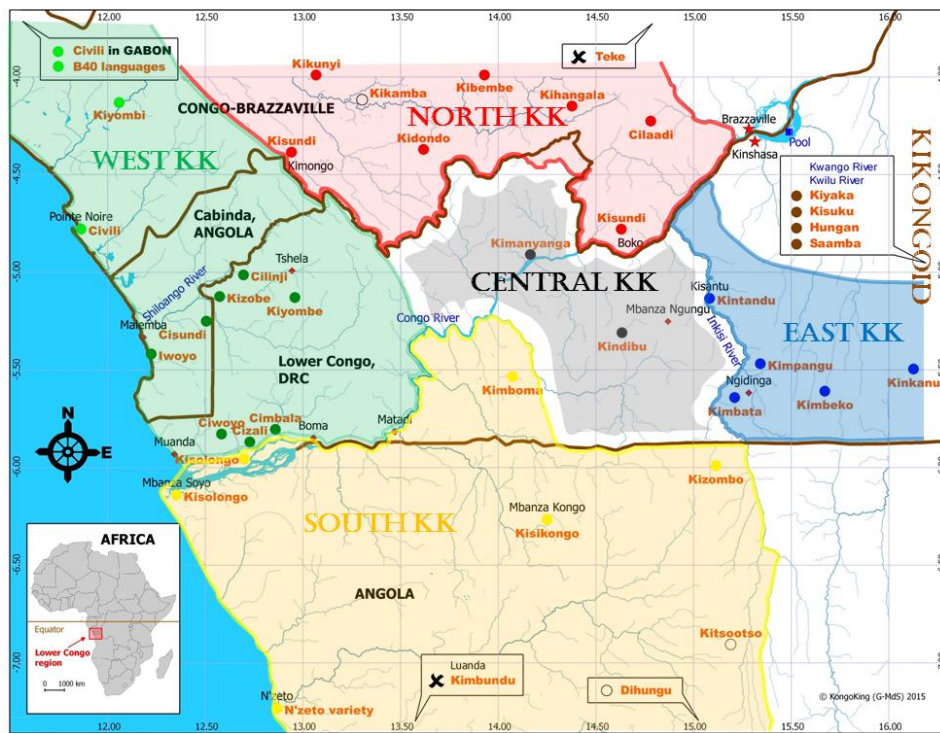 12.00
12.50
13.00
13.50
14.00
14.50
15.00
15.50
16.00
Civili in GABON
B40 languages
Teke
-4.00
Kikunyi
Kibembe
Kiyombi
CONGO-BRAZZAVILLE
Kikamba
Kihangala
NORTH KK
Cilaadi
Brazzaville
Pool
Kinshasa
WEST KK
Kisundi
Kimongo
Kidondo
-4.50
KIKONGOID
Kwango River
Kwilu River
Kiyaka
Kisuku
Hungan
Saamba
Cabinda,
ANGOLA
Pointe Noire
Civili
Kisundi
Boko
Kimanyanga
Tshela
Cilinji
-5.00
CENTRAL KK
Kisantu
Kintandu
Shiloango River
Kizobe
Kiyombe
Mbanza Ngungu
Congo River
Malemba
Cisundi
Kindibu
Inkisi River
EAST KK
Iwoyo
Lower Congo,
DRC
-5.50
Kimboma
Kimpangu
Kinkanu
Ngidinga
Kimbata
Kimbeko
Ciwoyo
Cimbala
Cizali
Boma
Matadi
Muanda
Kisolongo
-6.00
Mbanza Soyo
Kisolongo
Kizombo
SOUTH KK
Mbanza Kongo
Kisikongo
N
E
AFRICA
Equator
Lower Congo
region
0 1000 km
-6.50
ANGOLA
Kitsootso
-7.00
Luanda
Kimbundu
Dihungu
N'zeto
N'zeto variety
© KongoKing (G-MdS) 2015
12.00
12.50
13.00
13.50
14.00
14.50
15.00
15.50
16.00